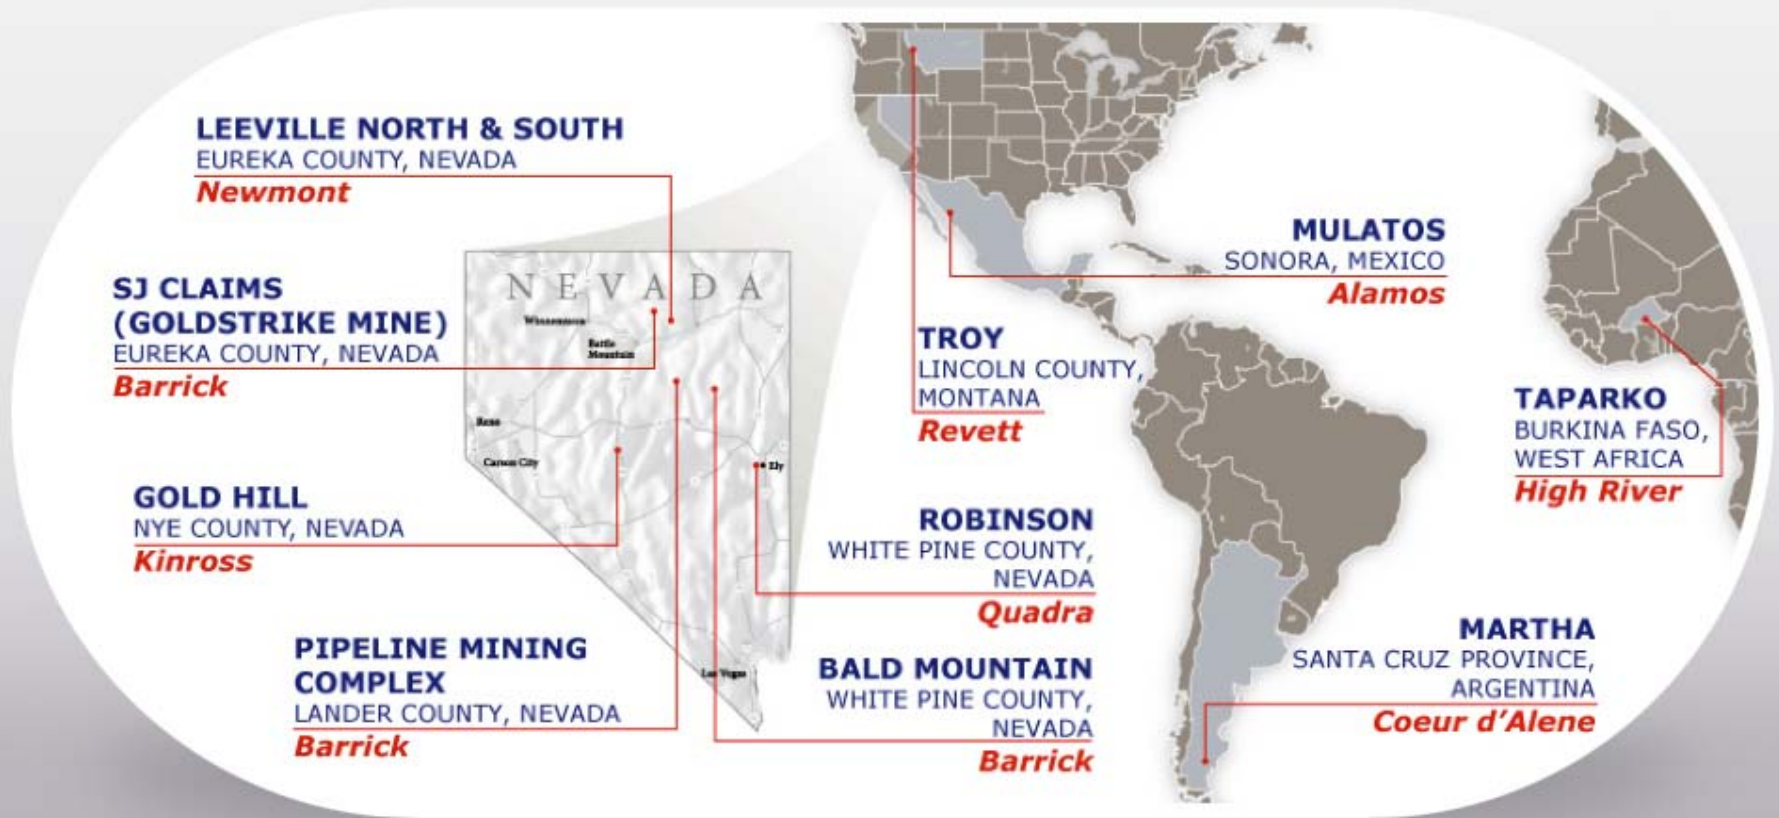 LEEVILLE NORTH & SOUTH
EUREKA COUNTY, NEVADA
Newmont
SJ CLAIMS
(GOLDSTRIKE MINE)
EUREKA COUNTY, NEVADA
Barrick
GOLD HILL
NYE COUNTY, NEVADA
Kinross
PIPELINE MINING
COMPLEX
LANDER COUNTY, NEVADA
Barrick
NEVADA
Winnemucca
Battle
Mountain
Reno
Carson City
Ely
Las Vegas
TROY
LINCOLN COUNTY,
MONTANA
Revett
ROBINSON
WHITE PINE COUNTY,
NEVADA
Quadra
BALD MOUNTAIN
WHITE PINE COUNTY,
NEVADA
Barrick
MULATOS
SONORA, MEXICO
Alamos
TAPARKO
BURKINA FASO,
WEST AFRICA
High River
MARTHA
SANTA CRUZ PROVINCE,
ARGENTINA
Coeur d’Alene